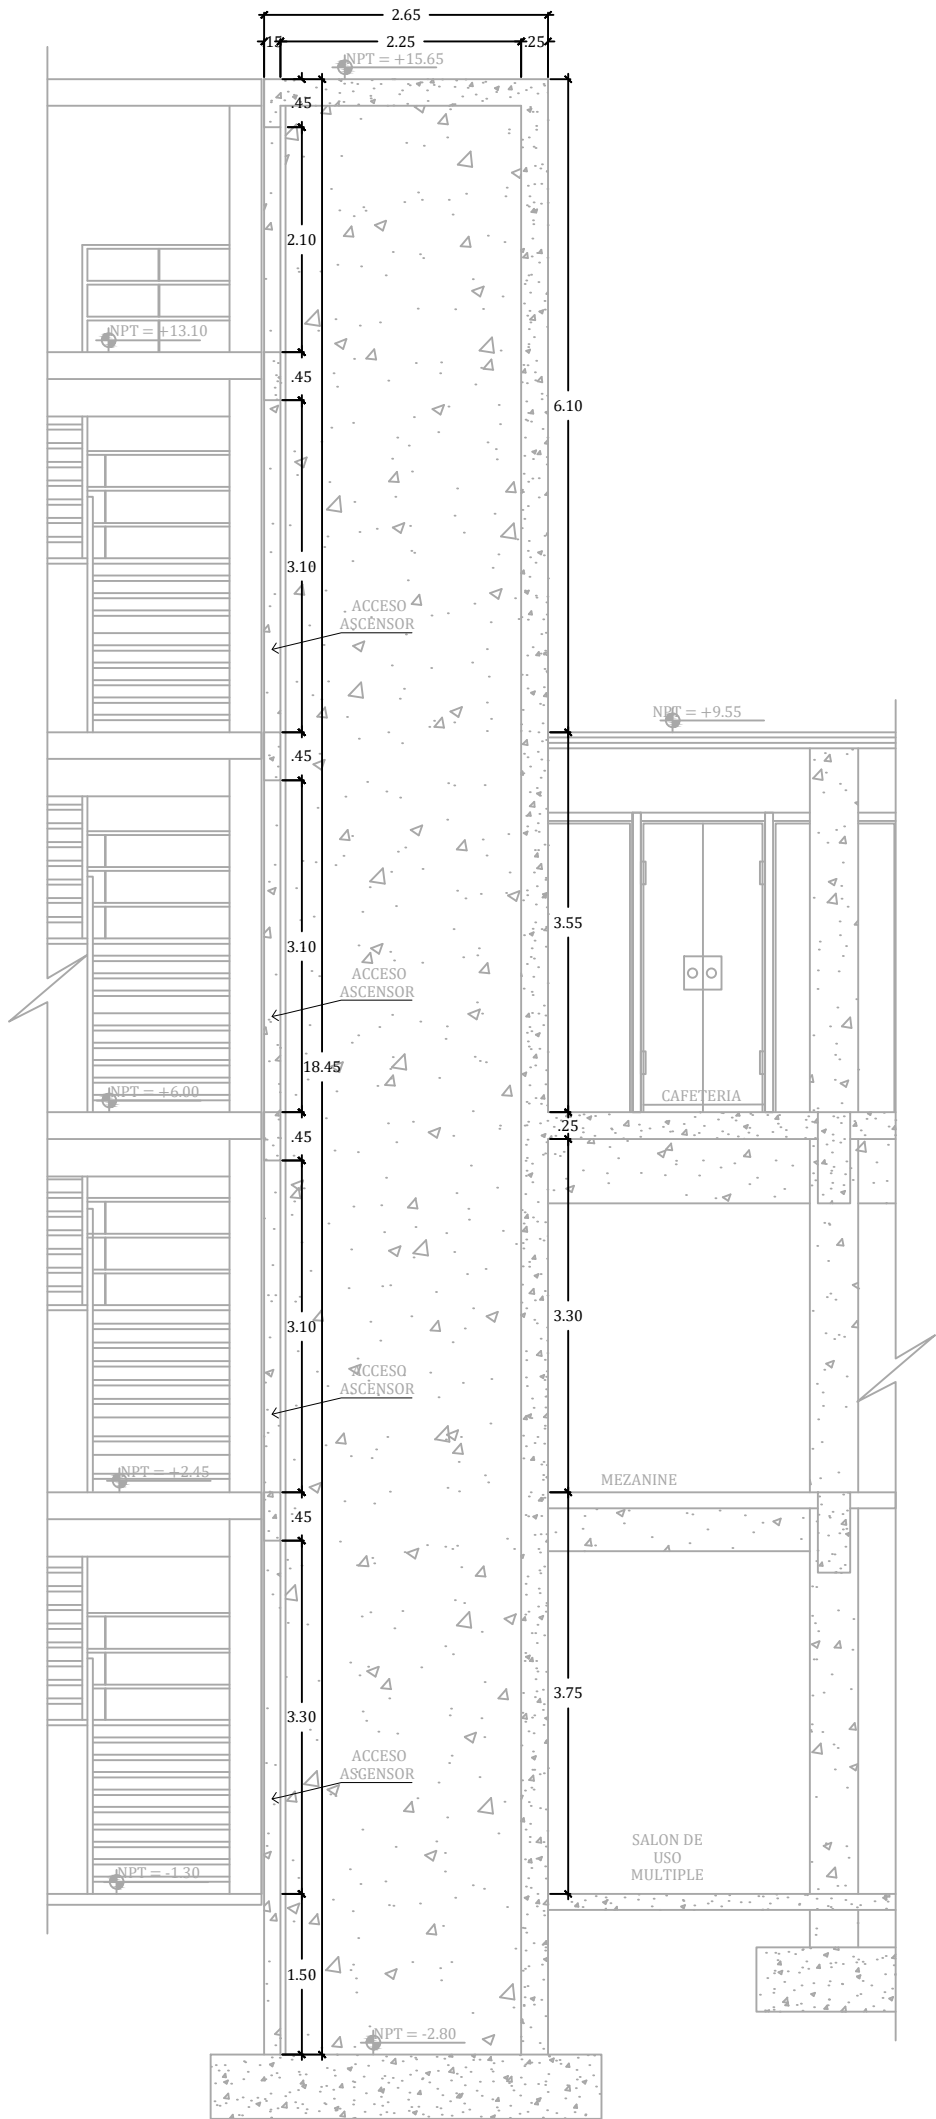 2.65
.15
2.25
.25
NPT = +15.65
.45
2.10
NPT = +13.10
.45
6.10
3.10
ACCESO
ASCENSOR
NPT = +9.55
.45
3.55
3.10
ACCESO
ASCENSOR
18.45
NPT = +6.00
CAFETERIA
.25
.45
3.30
3.10
ACCESO
ASCENSOR
NPT = +2.45
MEZANINE
.45
3.75
3.30
ACCESO
ASCENSOR
SALON DE
USO
MULTIPLE
NPT = -1.30
1.50
NPT = -2.80